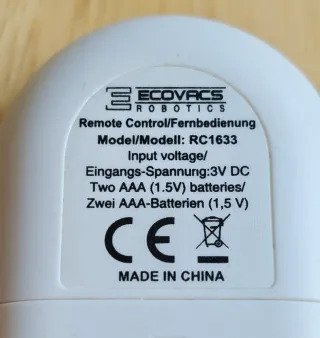 ECOVACS
ROBOTICS
Remote Control/Fernbedienung
Model/Modell: RC1633
Input voltage/
Eingangs-Spannung:3V DC
Two AAA (1.5V) batteries/
Zwei AAA-Batterien (1,5 V)
CE
MADE IN CHINA